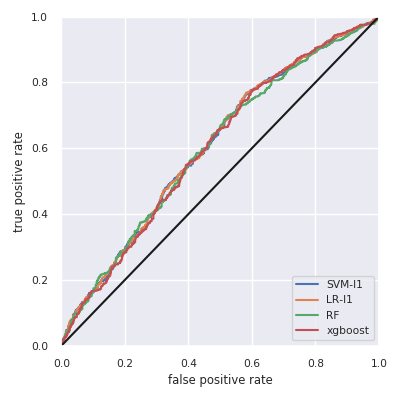 1.0
0.8
0.6
0.4
0.2
0.0
true positive rate
0.0 0.2 0.4 0.6 0.8 1.0
false positive rate
SVM-l1
LR-l1
RF
xgboost